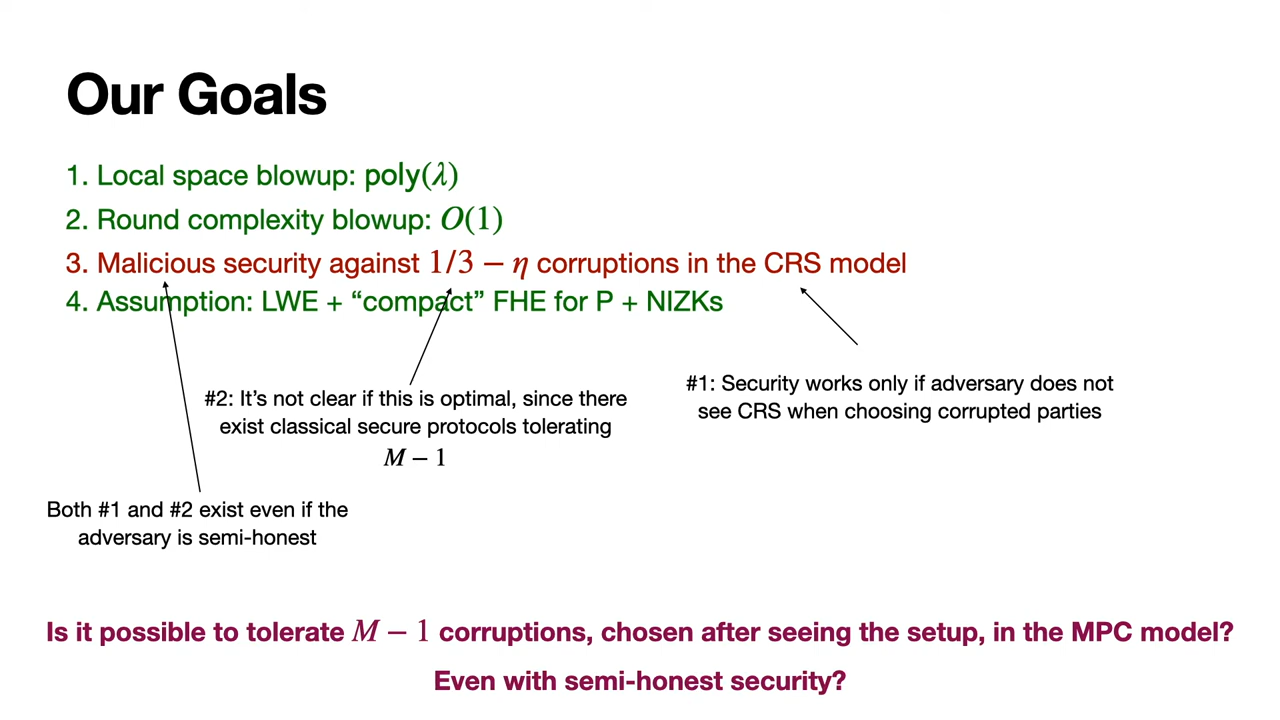 Our Goals
1. Local space blowup: poly(λ)
2. Round complexity blowup: O(1)
3. Malicious security against 1/3 − η corruptions in the CRS model
4. Assumption: LWE + “compact” FHE for P + NIZKs
#2: It’s not clear if this is optimal, since there
exist classical secure protocols tolerating
M − 1
#1: Security works only if adversary does not
see CRS when choosing corrupted parties
Both #1 and #2 exist even if the
adversary is semi-honest
Is it possible to tolerate M − 1 corruptions, chosen after seeing the setup, in the MPC model?
Even with semi-honest security?